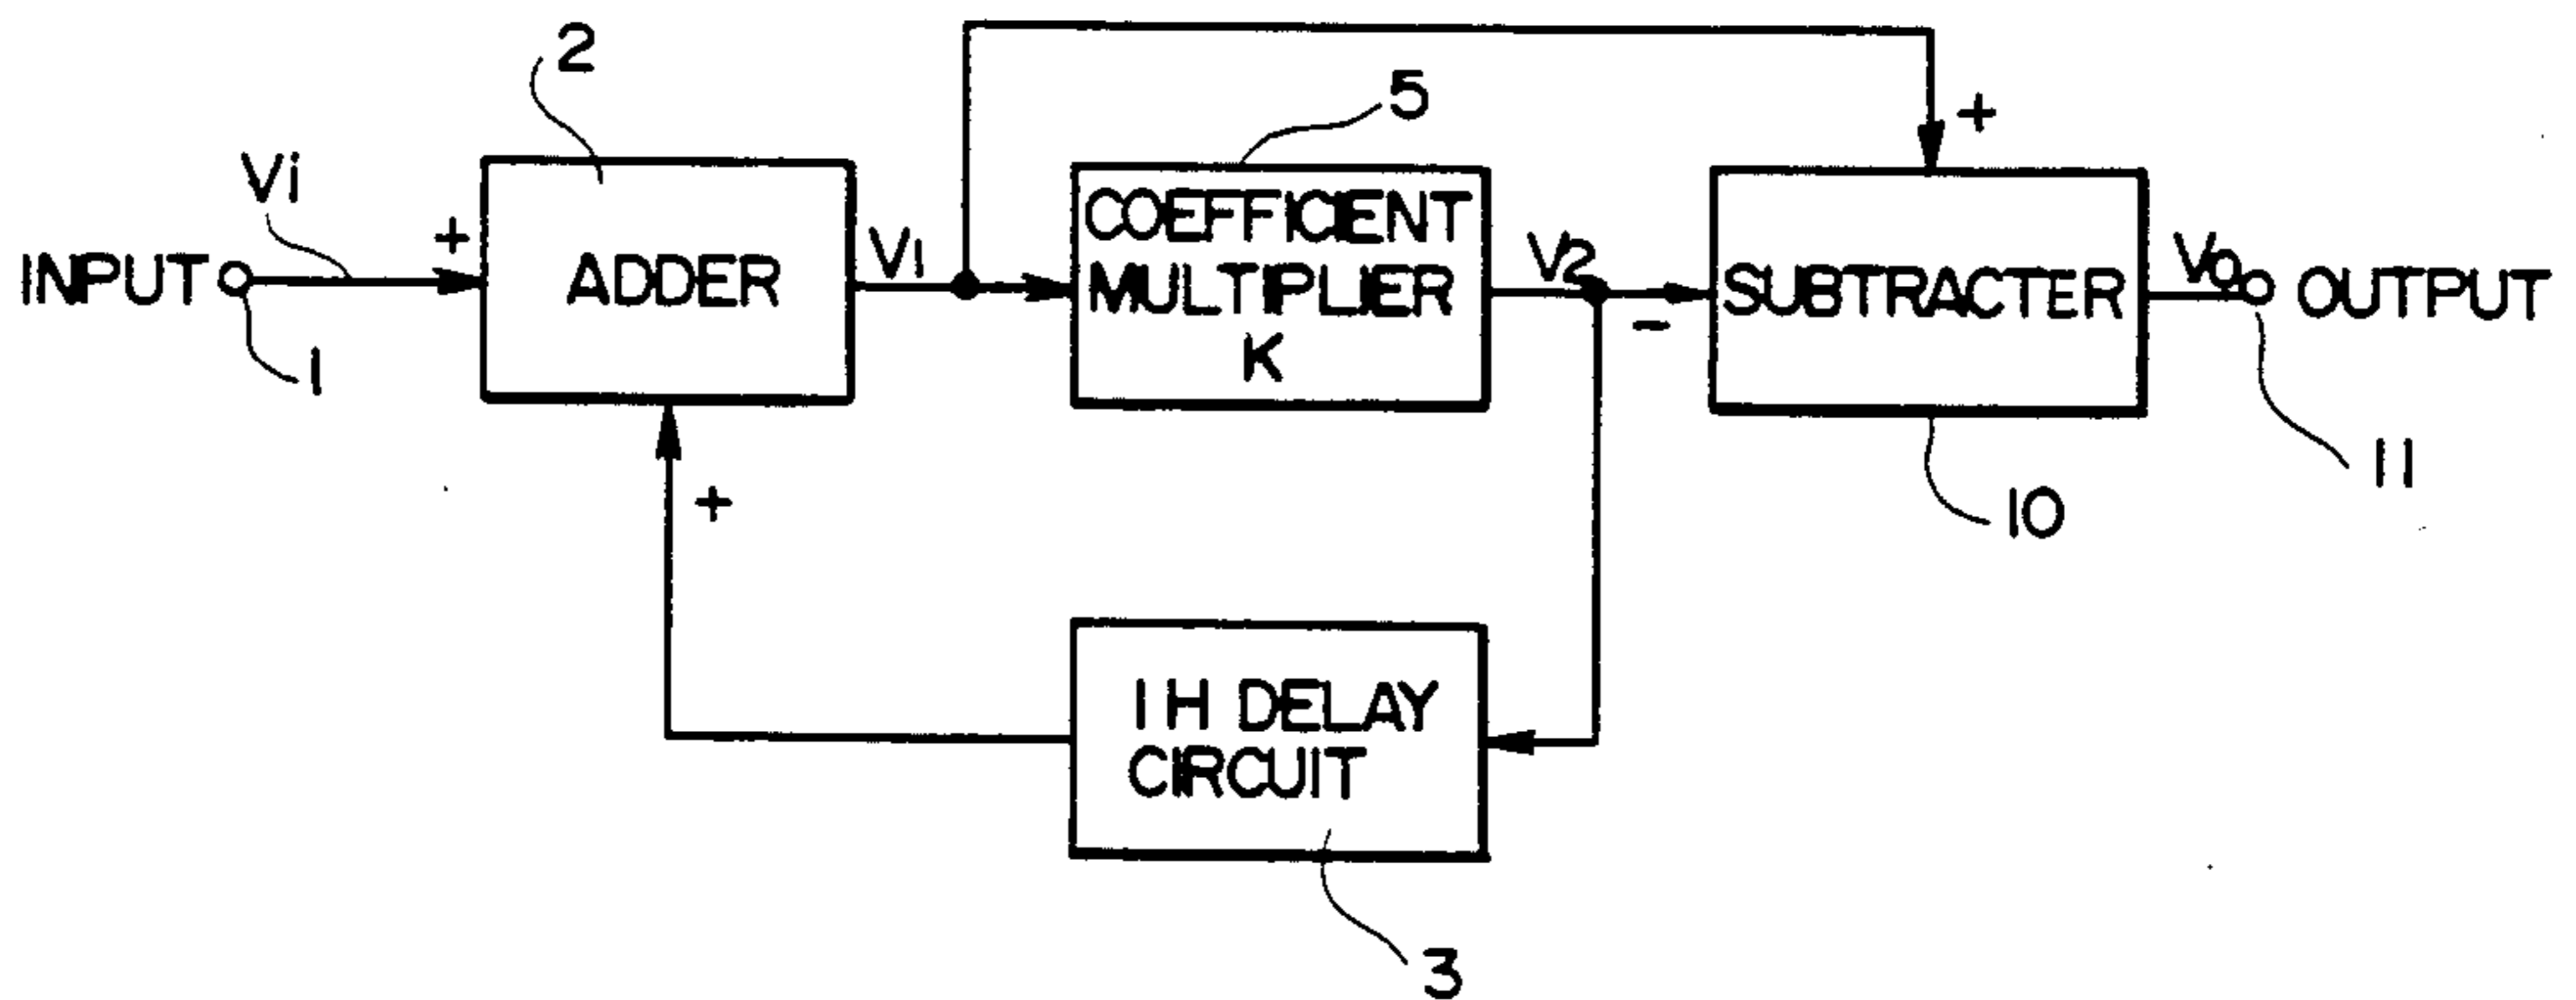 2
5
+
Vi
COEFFICIENT
MULTIPLIER
K
+
V1
V2
Vo
INPUT
ADDER
SUBTRACTER
OUTPUT
-
1
11
+
10
1H DELAY
CIRCUIT
3